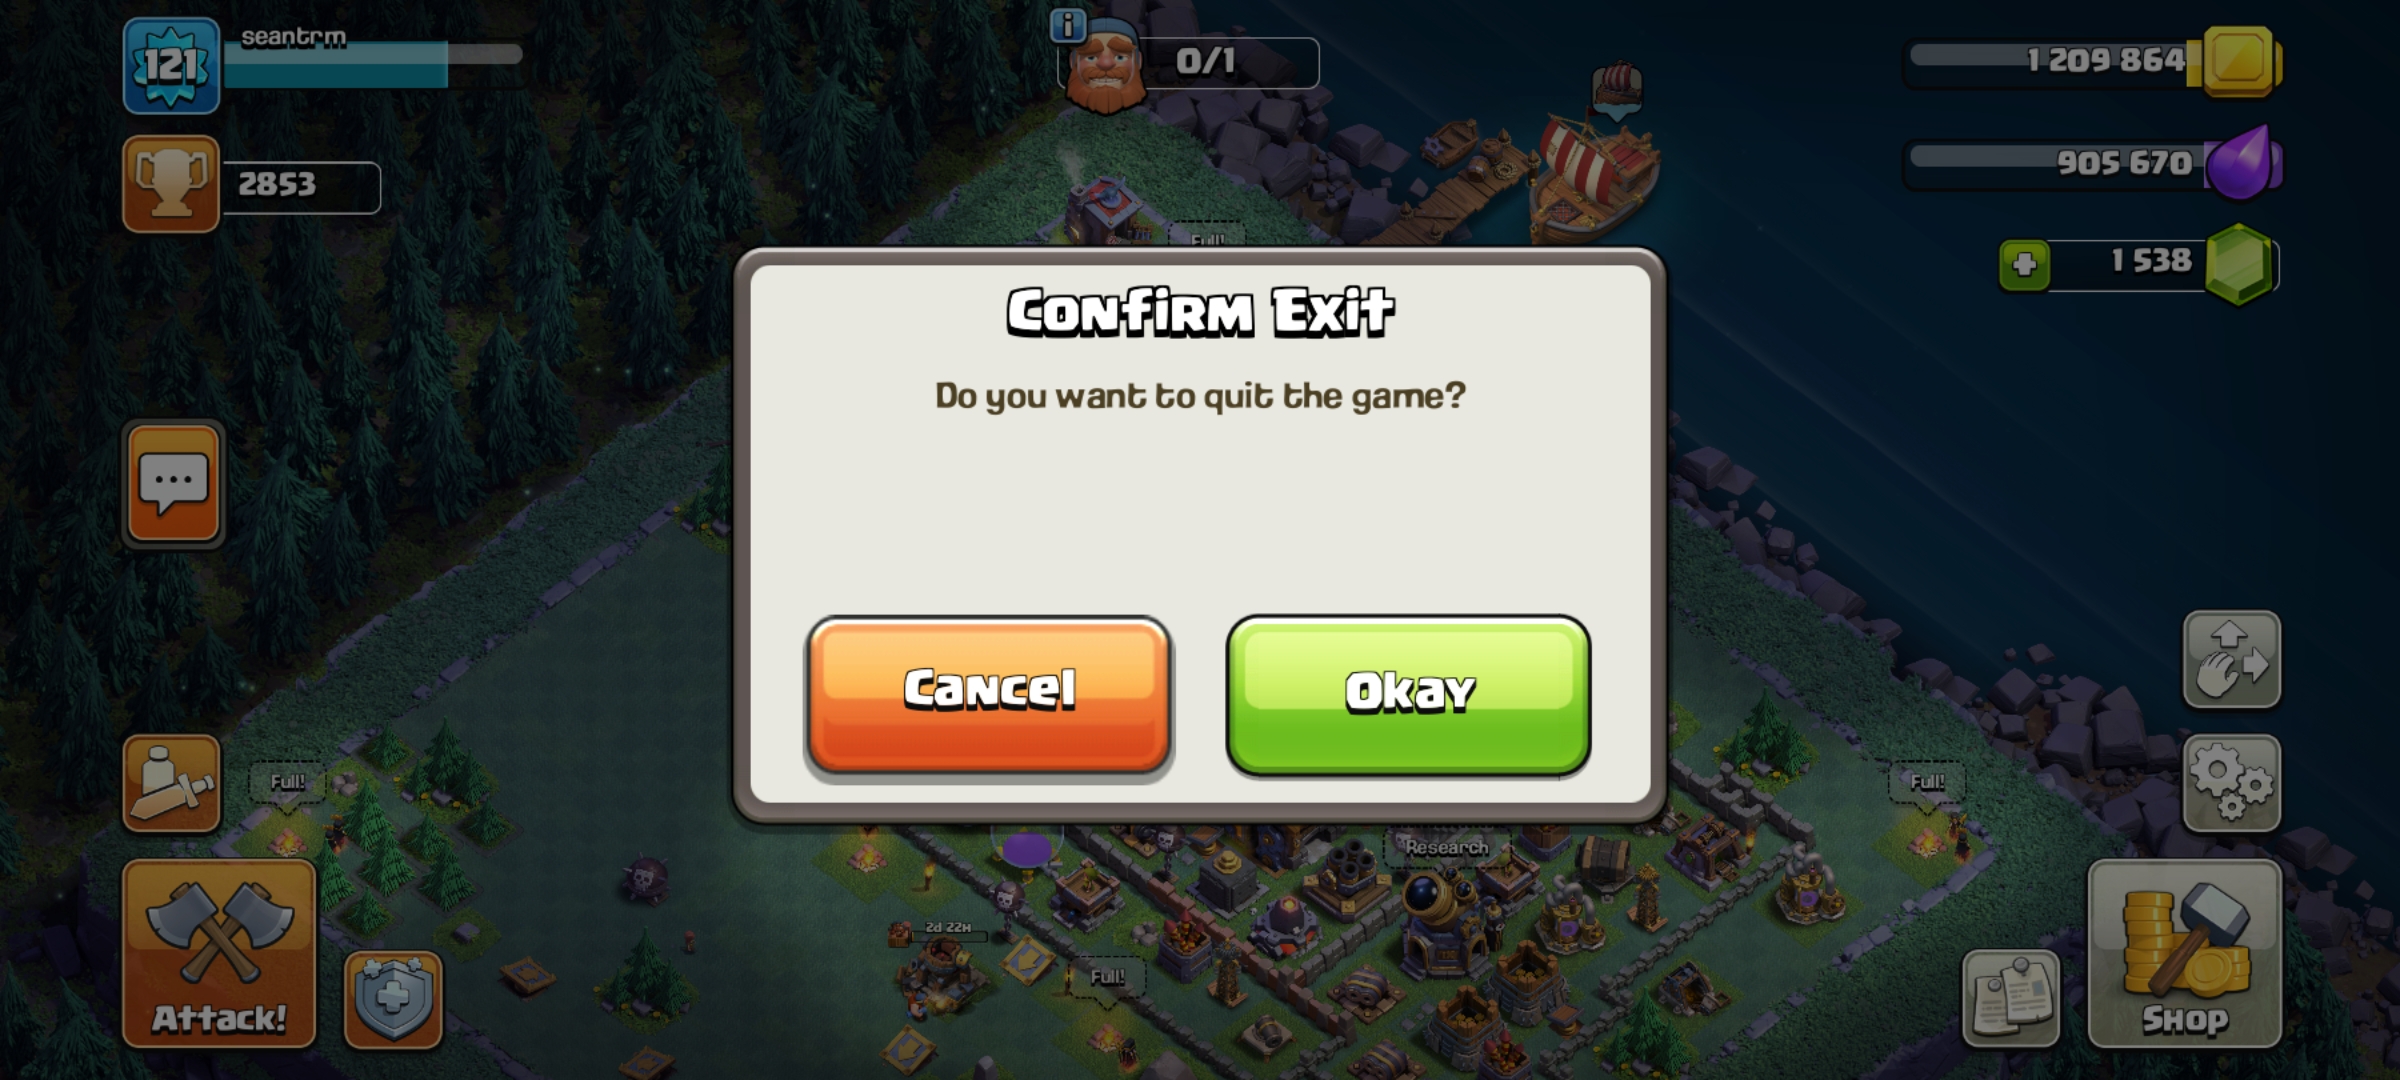 121
seantrm
0/1
1 209 864
2853
905 670
Full!
1 538
Confirm Exit
Do you want to quit the game?
Cancel
Okay
Full!
Full!
Research
2d 22H
Full!
Attack!
Shop